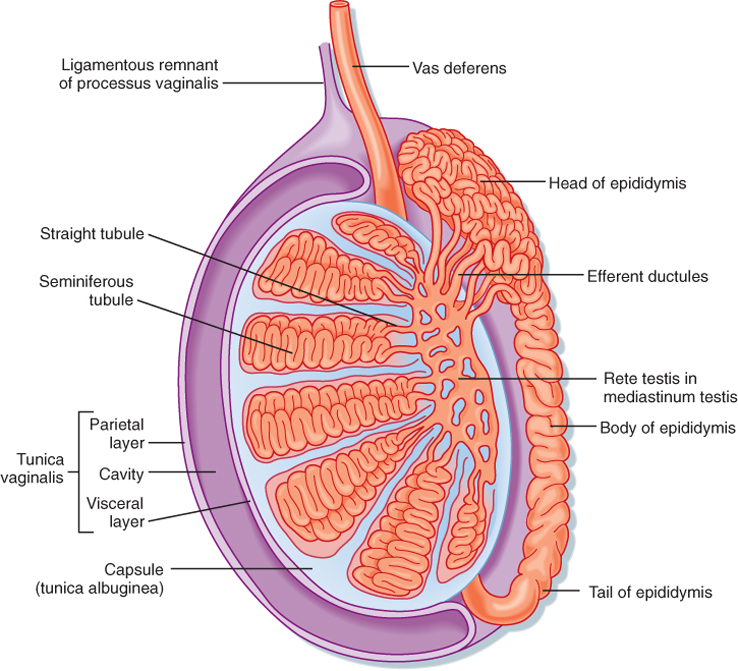 Ligamentous remnant
of processus vaginalis
Vas deferens
Head of epididymis
Straight tubule
Efferent ductules
Seminiferous
tubule
Rete testis in
mediastinum testis
Body of epididymis
Tunica
vaginalis
Parietal
layer
Cavity
Visceral
layer
Capsule
(tunica albuginea)
Tail of epididymis